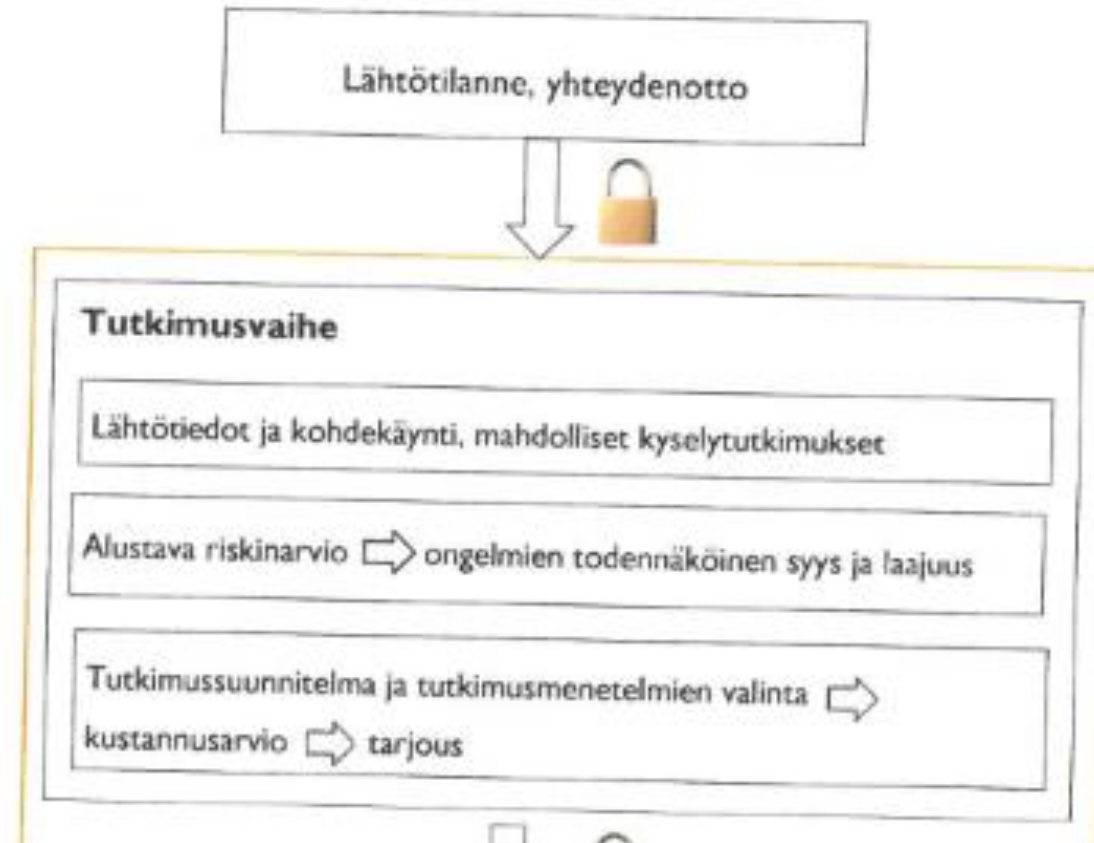 Lähtötilanne, yhteydenotto
Tutkimusvaihe
Lähtötiedot ja kohdekäynti, mahdolliset kyselytutkimukset
Alustava riskinarvio ⇨ ongelmien todennäköinen syys ja laajuus
Tutkimussuunnitelma ja tutkimusmenetelmien valinta ⇨
kustannusarvio ⇨ tarjous